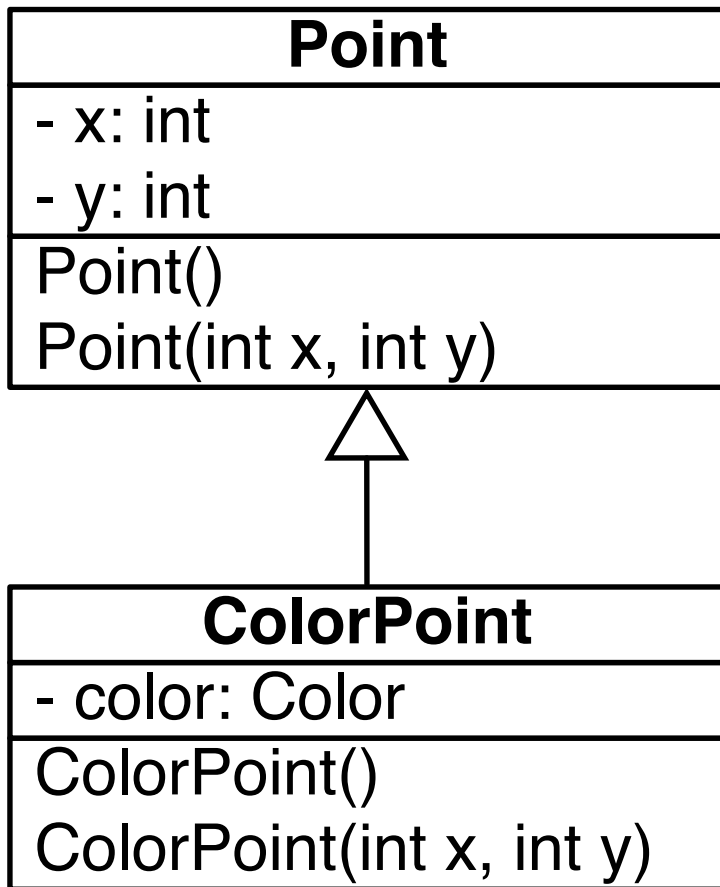 Point
- x: int
- y: int
Point()
Point(int x, int y)
ColorPoint
- color: Color
ColorPoint()
ColorPoint(int x, int y)